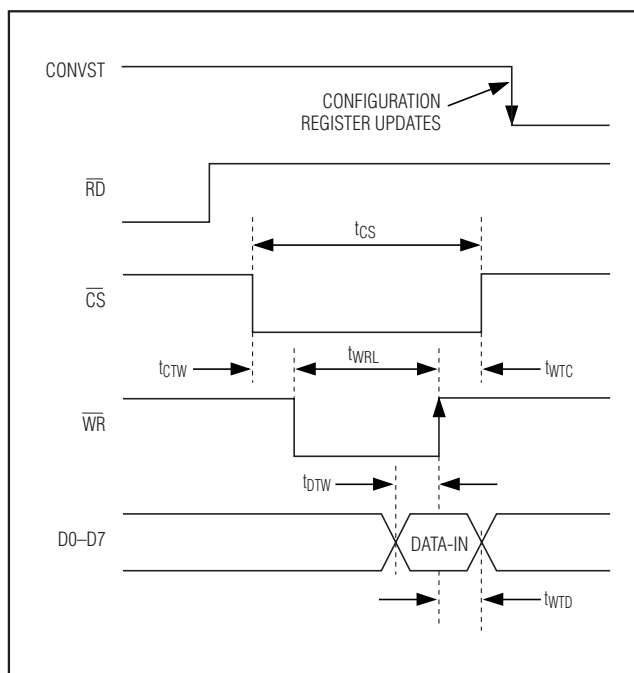 CONVST
CONFIGURATION
REGISTER UPDATES
RD
tCS
CS
tCTW
tWRL
tWTC
WR
tDTW
D0–D7
DATA-IN
tWTD